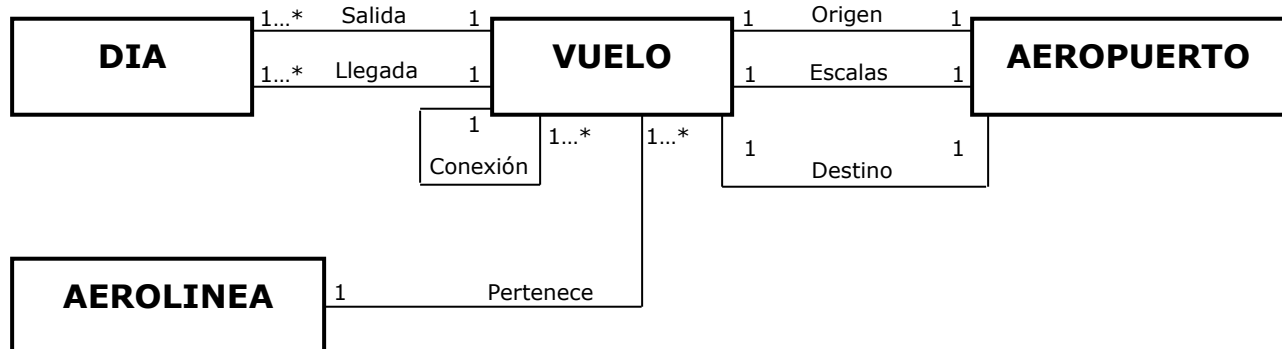 1...* Salida 1
1 Origen 1
DIA
VUELO
AEROPUERTO
1...* Llegada 1
1 Escalas 1
1
1...*
1...*
Conexión
1 1
Destino
AEROLINEA
1 Pertenece